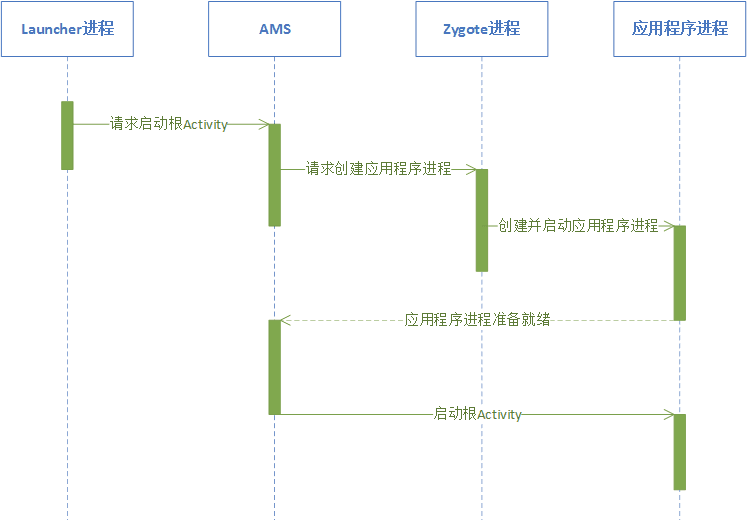 Launcher进程
AMS
Zygote进程
应用程序进程
请求启动根Activity
请求创建应用程序进程
创建并启动应用程序进程
应用程序进程准备就绪
启动根Activity